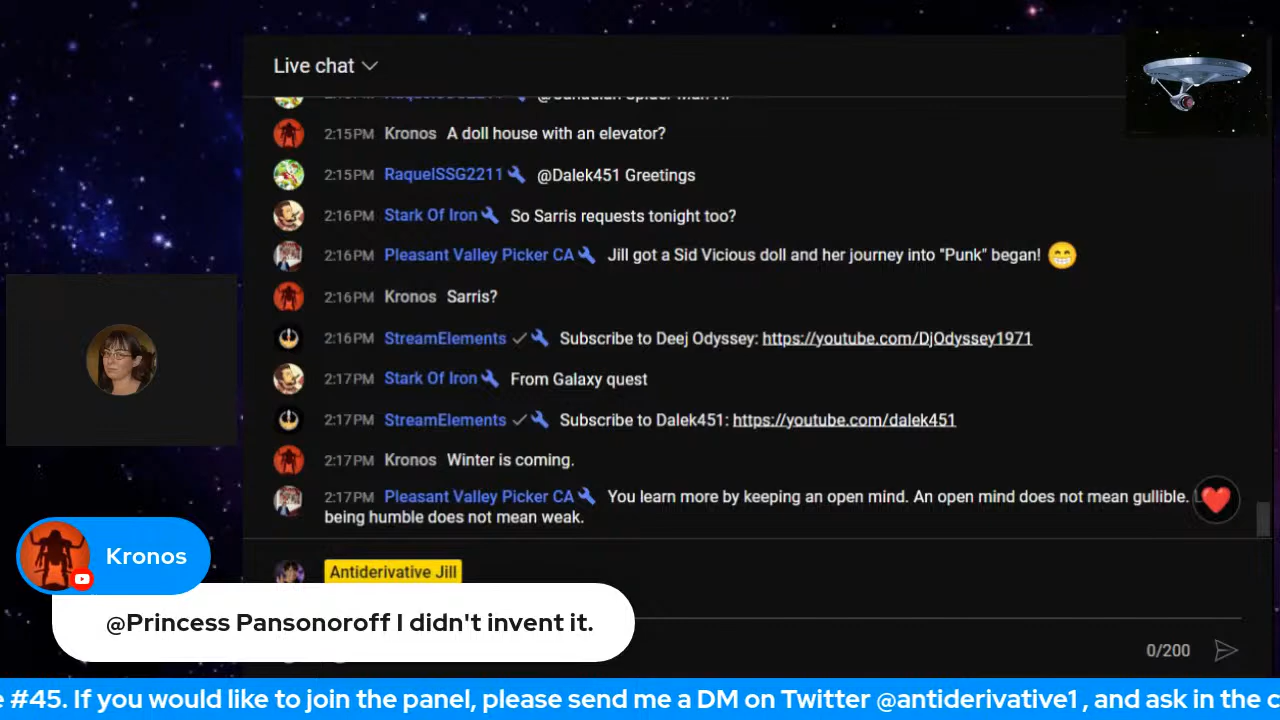 Live chat
2:15PM Kronos A doll house with an elevator?
2:15PM RaquelSSG2211 @Dalek451 Greetings
2:16PM Stark Of Iron So Sarris requests tonight too?
2:16PM Pleasant Valley Picker CA Jill got a Sid Vicious doll and her journey into "Punk" began! 😁
2:16PM Kronos Sarris?
2:16PM StreamElements Subscribe to Deej Odyssey: https://youtube.com/DjOdyssey1971
2:17PM Stark Of Iron From Galaxy quest
2:17PM StreamElements Subscribe to Dalek451: https://youtube.com/dalek451
2:17PM Kronos Winter is coming.
2:17PM Pleasant Valley Picker CA You learn more by keeping an open mind. An open mind does not mean gullible.
being humble does not mean weak.
Kronos
Antiderivative Jill
@Princess Pansonoroff I didn't invent it.
0/200
#45. If you would like to join the panel, please send me a DM on Twitter @antiderivative1 , and ask in the